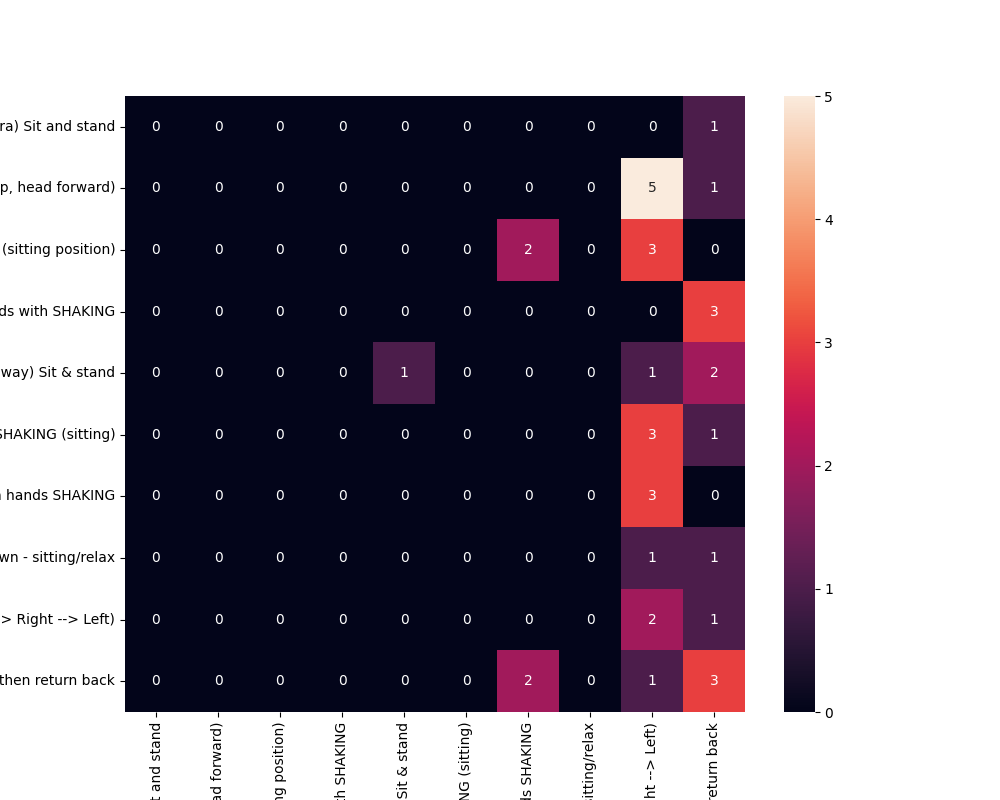 ra) Sit and stand 0 0 0 0 0 0 0 0 0 1
p, head forward) 0 0 0 0 0 0 0 0 5 1
(sitting position) 0 0 0 0 0 0 2 0 3 0
ds with SHAKING 0 0 0 0 0 0 0 0 0 3
way) Sit & stand 0 0 0 0 1 0 0 0 1 2
SHAKING (sitting) 0 0 0 0 0 0 0 0 3 1
hands SHAKING 0 0 0 0 0 0 0 0 3 0
wn - sitting/relax 0 0 0 0 0 0 0 0 1 1
> Right --> Left) 0 0 0 0 0 0 0 0 2 1
then return back 0 0 0 0 0 0 2 0 1 3
t and stand
ad forward)
ng position)
th SHAKING
Sit & stand
NG (sitting)
ds SHAKING
sitting/relax
ht --> Left)
return back
5
4
3
2
1
0